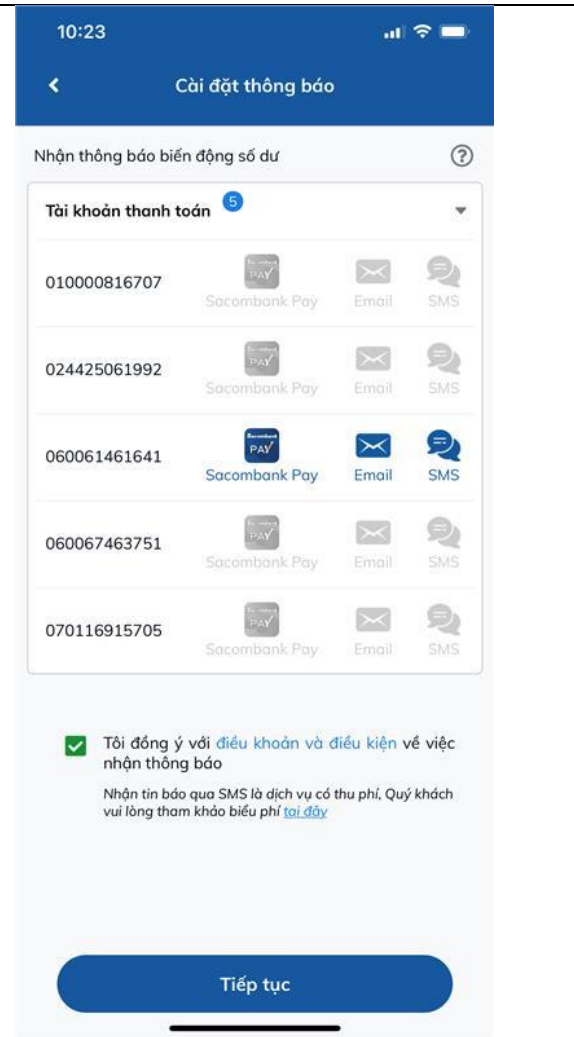 10:23
Cài đặt thông báo
Nhận thông báo biến động số dư
Tài khoản thanh toán 5
010000816707 Sacombank Pay Email SMS
024425061992 Sacombank Pay Email SMS
060061461641 Sacombank Pay Email SMS
060067463751 Sacombank Pay Email SMS
070116915705 Sacombank Pay Email SMS
Tôi đồng ý với điều khoản và điều kiện về việc
nhận thông báo
Nhận tin báo qua SMS là dịch vụ có thu phí, Quý khách
vui lòng tham khảo biểu phí tại đây
Tiếp tục